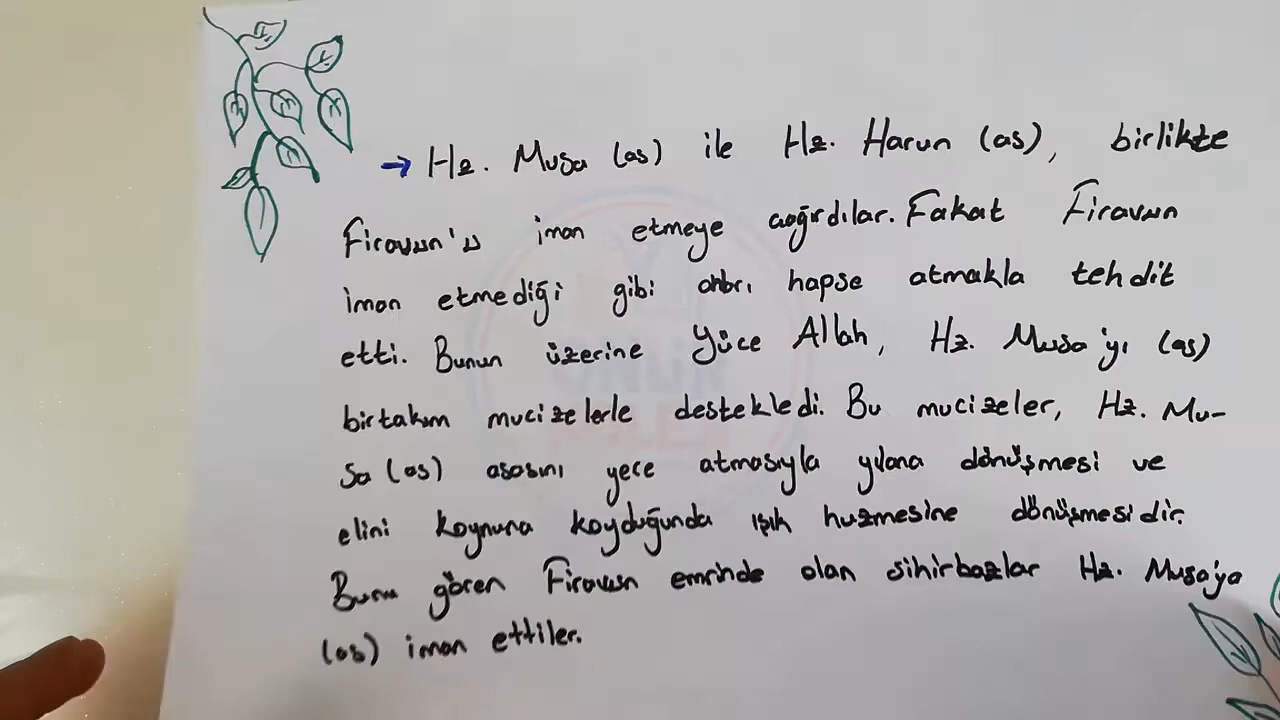 → Hz. Musa (as) ile Hz. Harun (as), birlikte
Firavun'u iman etmeye çağırdılar. Fakat Firavun
iman etmediği gibi onları hapse atmakla tehdit
etti. Bunun üzerine Yüce Allah, Hz. Musa'yı (as)
birtakım mucizelerle destekledi. Bu mucizeler, Hz. Mu-
sa (as) asasını yere atmasıyla yılana dönüşmesi ve
elini koynuna koyduğunda ışık huzmesine dönüşmesidir.
Bunu gören Firavun emrinde olan sihirbazlar Hz. Musa'ya
(as) iman ettiler.